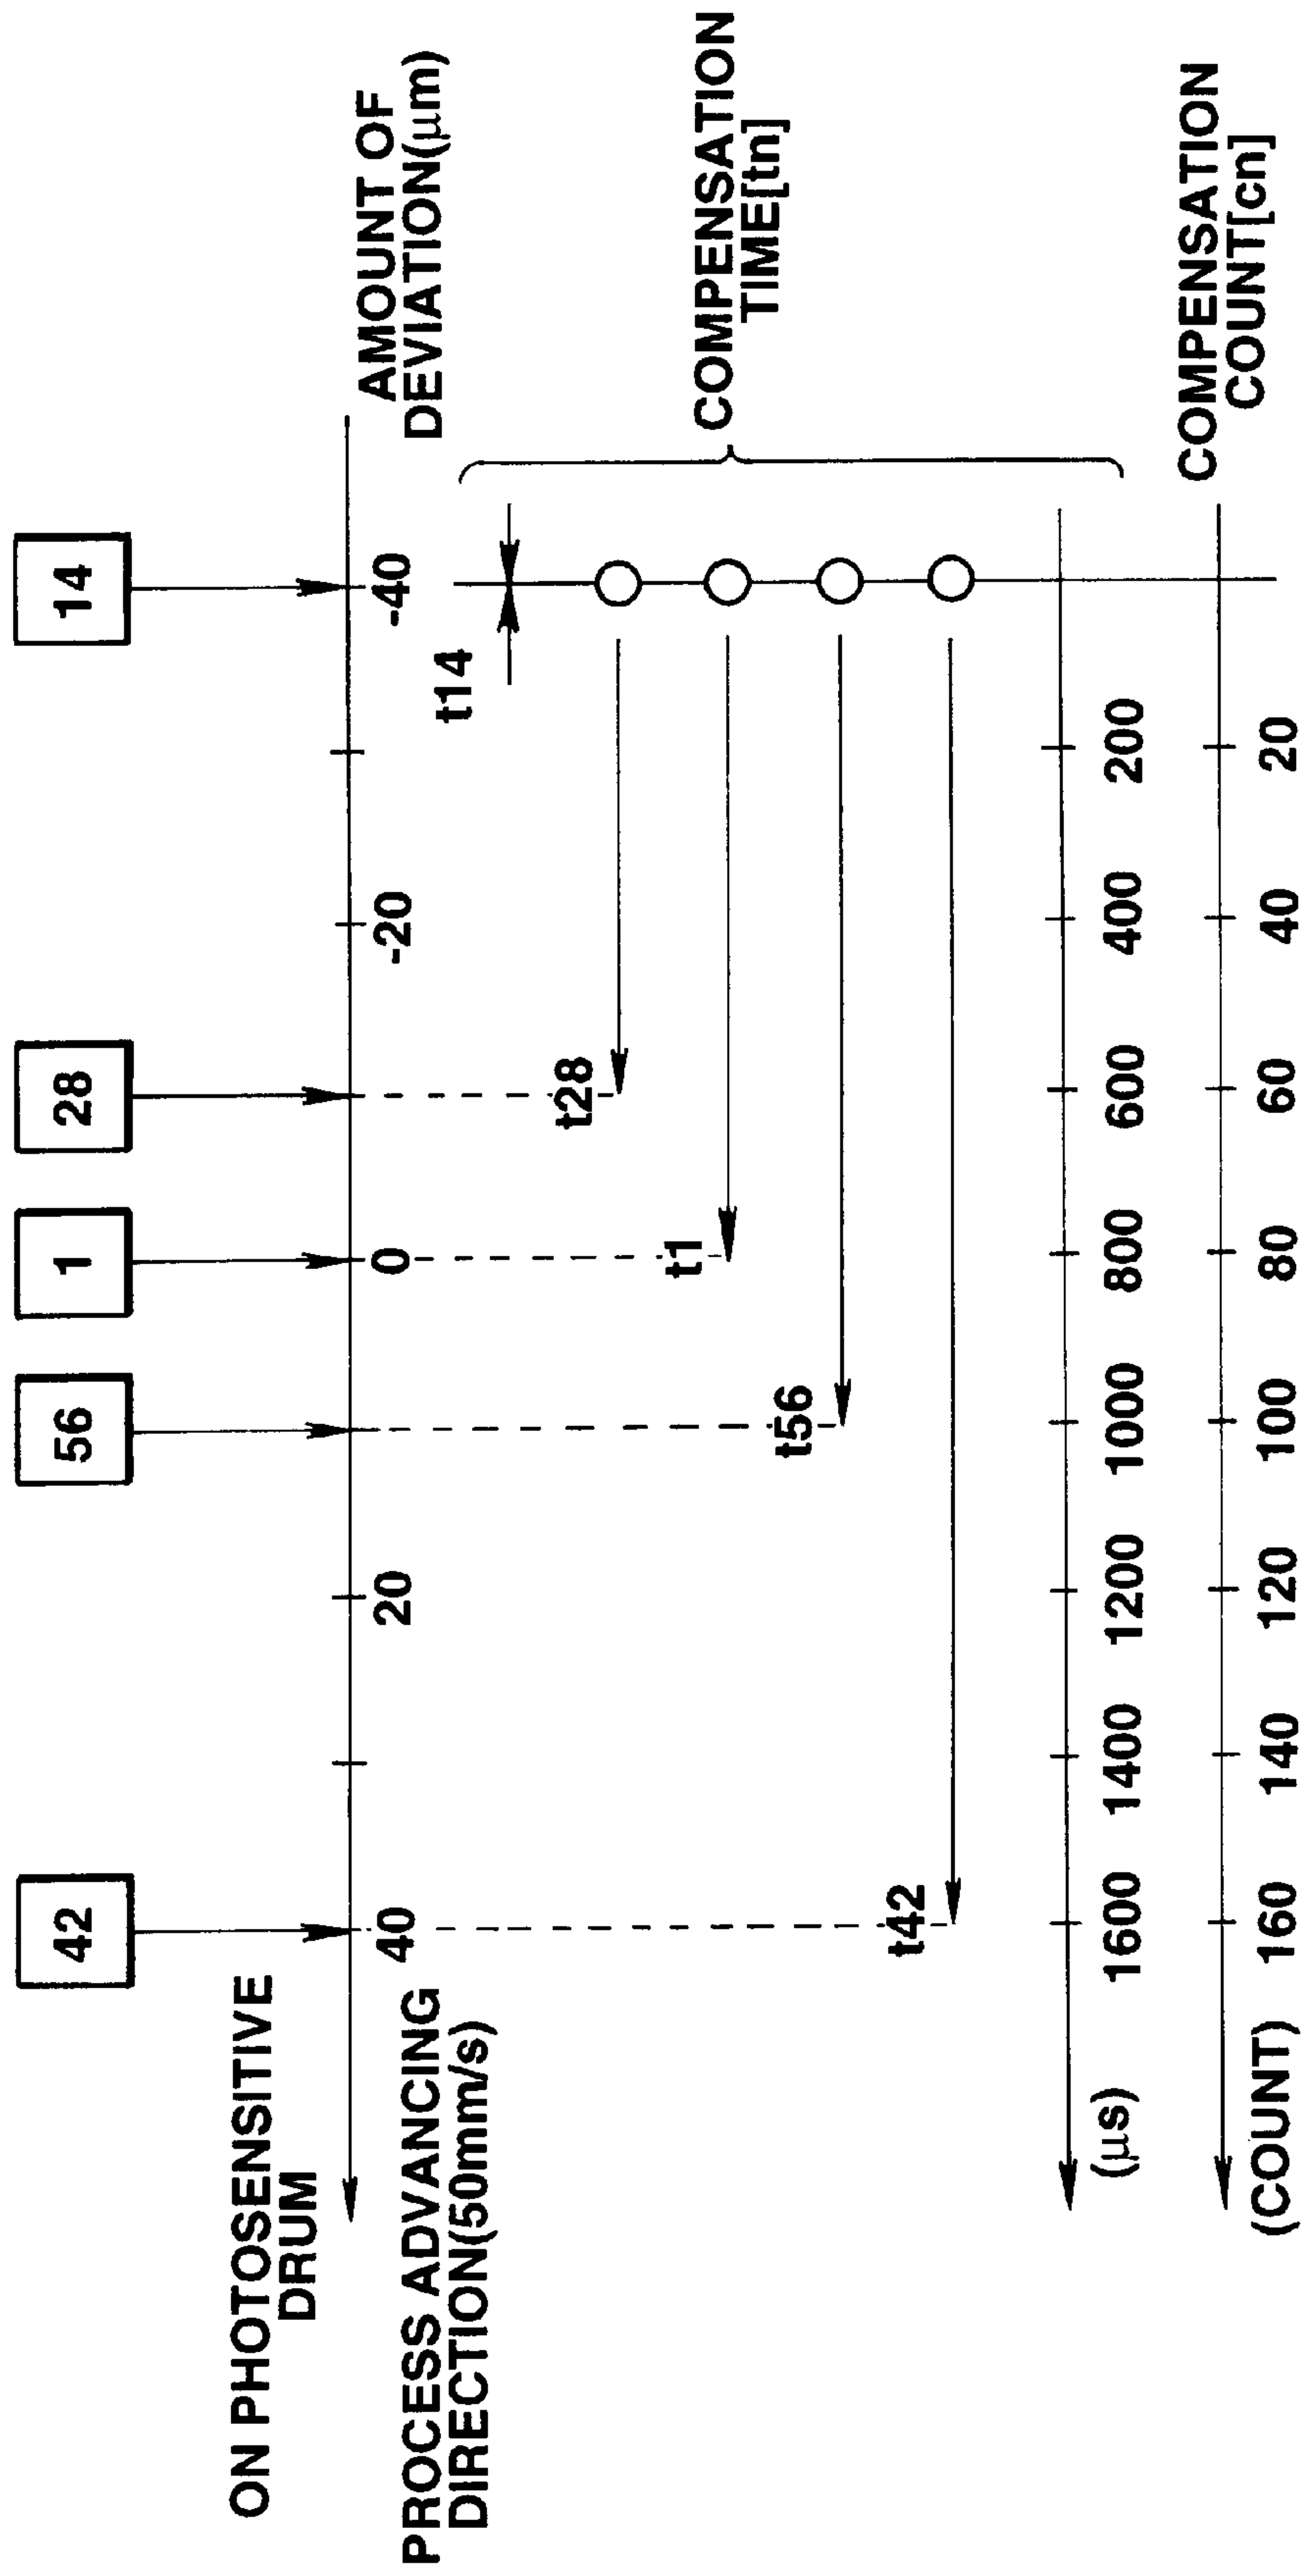 42
56
1
28
14
ON PHOTOSENSITIVE
DRUM
40
20
0
-20
-40
AMOUNT OF
DEVIATION(μm)
PROCESS ADVANCING
DIRECTION(50mm/s)
t14
t28
t1
t56
t42
COMPENSATION
TIME[tn]
(μs)
1600
1400
1200
1000
800
600
400
200
COMPENSATION
COUNT[cn]
(COUNT)
160
140
120
100
80
60
40
20